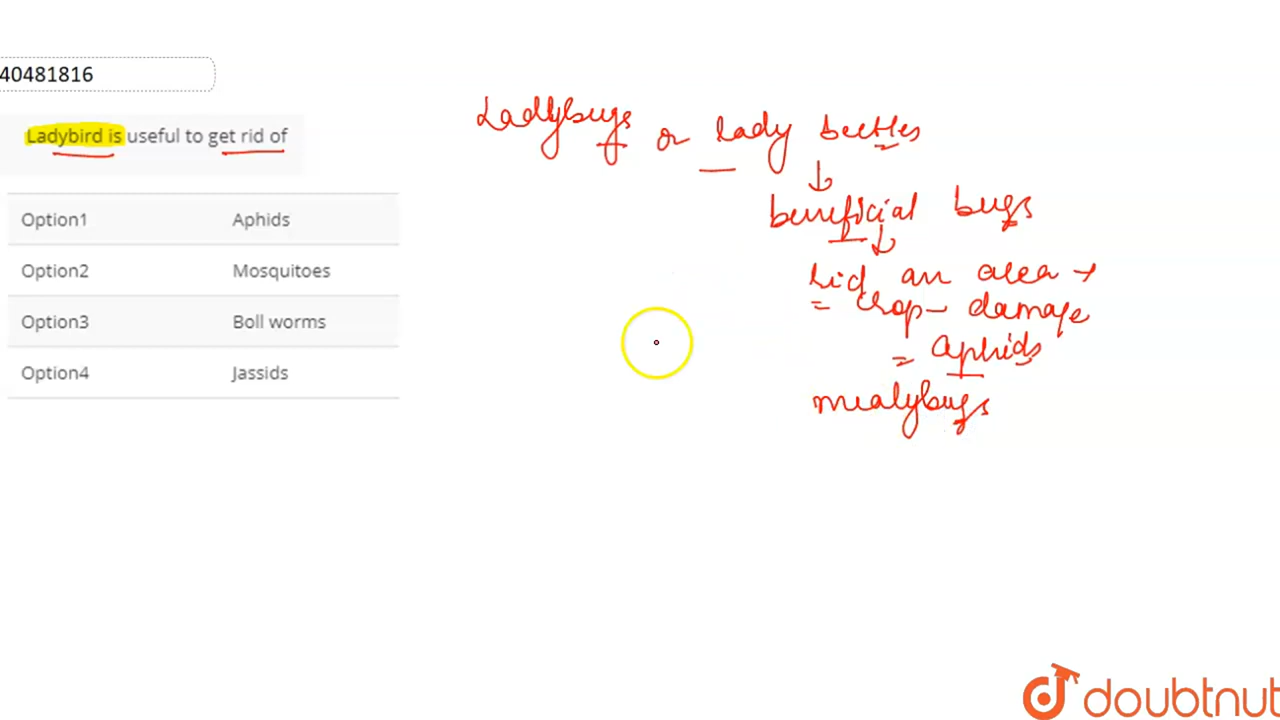 40481816
Ladybird is useful to get rid of
Option1 Aphids
Option2 Mosquitoes
Option3 Boll worms
Option4 Jassids
Ladybugs or lady beetles
↓
beneficial bugs
↓
rid an area →
= crop - damage
= aphids
mealybugs
doubtnut